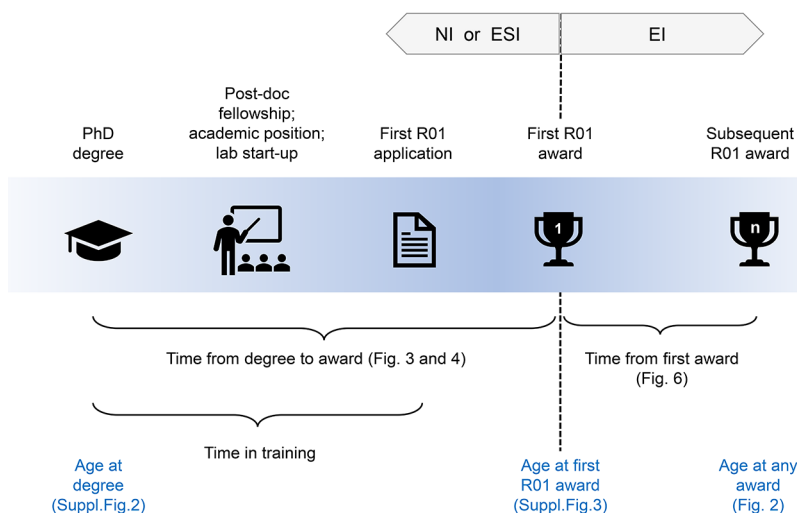 NI or ESI
EI
PhD
degree
Post-doc
fellowship;
academic position;
lab start-up
First R01
application
First R01
award
Subsequent
R01 award
1
n
Time from degree to award (Fig. 3 and 4)
Time from first award
(Fig. 6)
Time in training
Age at
degree
(Suppl.Fig.2)
Age at first
R01 award
(Suppl.Fig.3)
Age at any
award
(Fig. 2)